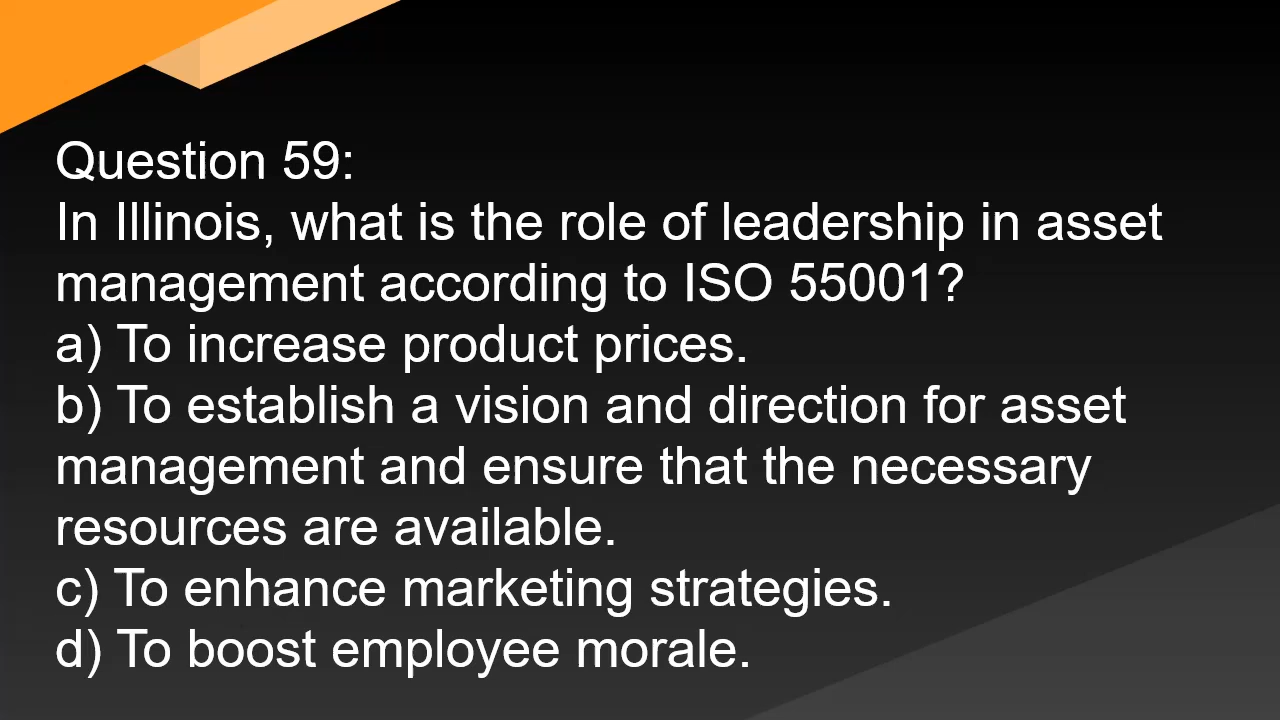 Question 59:
In Illinois, what is the role of leadership in asset
management according to ISO 55001?
a) To increase product prices.
b) To establish a vision and direction for asset
management and ensure that the necessary
resources are available.
c) To enhance marketing strategies.
d) To boost employee morale.